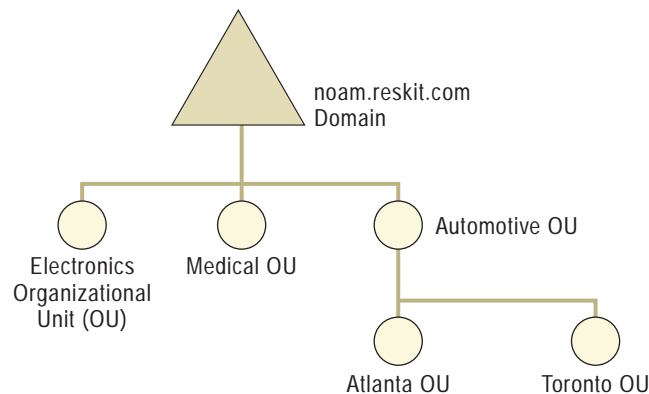 noam.reskit.com
Domain
Electronics
Organizational
Unit (OU)
Medical OU
Automotive OU
Atlanta OU
Toronto OU